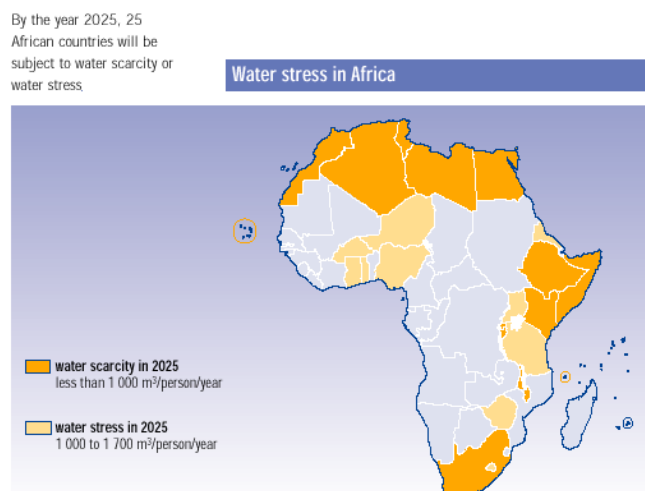 By the year 2025, 25
African countries will be
subject to water scarcity or
water stress.
Water stress in Africa
water scarcity in 2025
less than 1 000 m³/person/year
water stress in 2025
1 000 to 1 700 m³/person/year